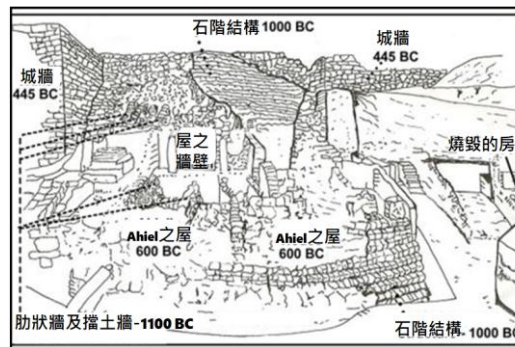 石階結構 1000 BC
城牆
445 BC
城牆
445 BC
屋之
牆壁
燒毀的房
Ahiel之屋
600 BC
Ahiel之屋
600 BC
肋狀牆及擋土牆-1100 BC
石階結構 - 1000 BC